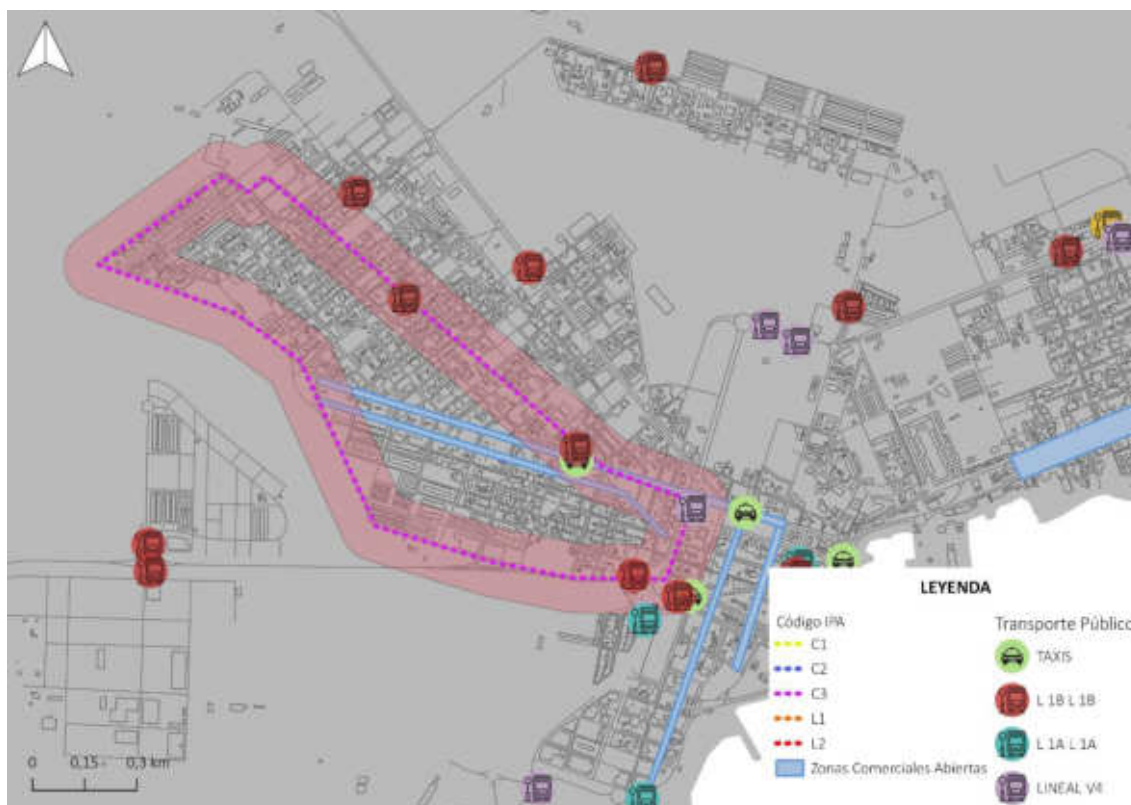 LEYENDA
Código IPA
C1
C2
C3
L1
L2
Zonas Comerciales Abiertas
Transporte Público
TAXIS
L 1B L 1B
L 1A L 1A
LINEAL V4
0 0,15 0,3 km